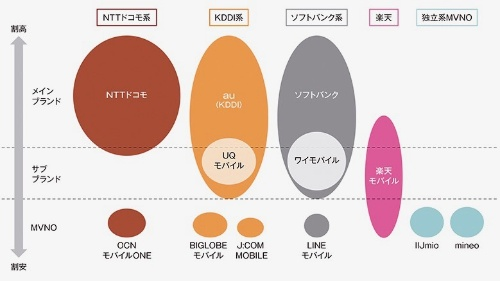 NTTドコモ系
KDDI系
ソフトバンク系
楽天
独立系MVNO
割高
メイン
ブランド
サブ
ブランド
MVNO
割安
NTTドコモ
au
(KDDI)
ソフトバンク
UQ
モバイル
ワイモバイル
楽天
モバイル
OCN
モバイルONE
BIGLOBE
モバイル
J:COM
MOBILE
LINE
モバイル
IIJmio
mineo